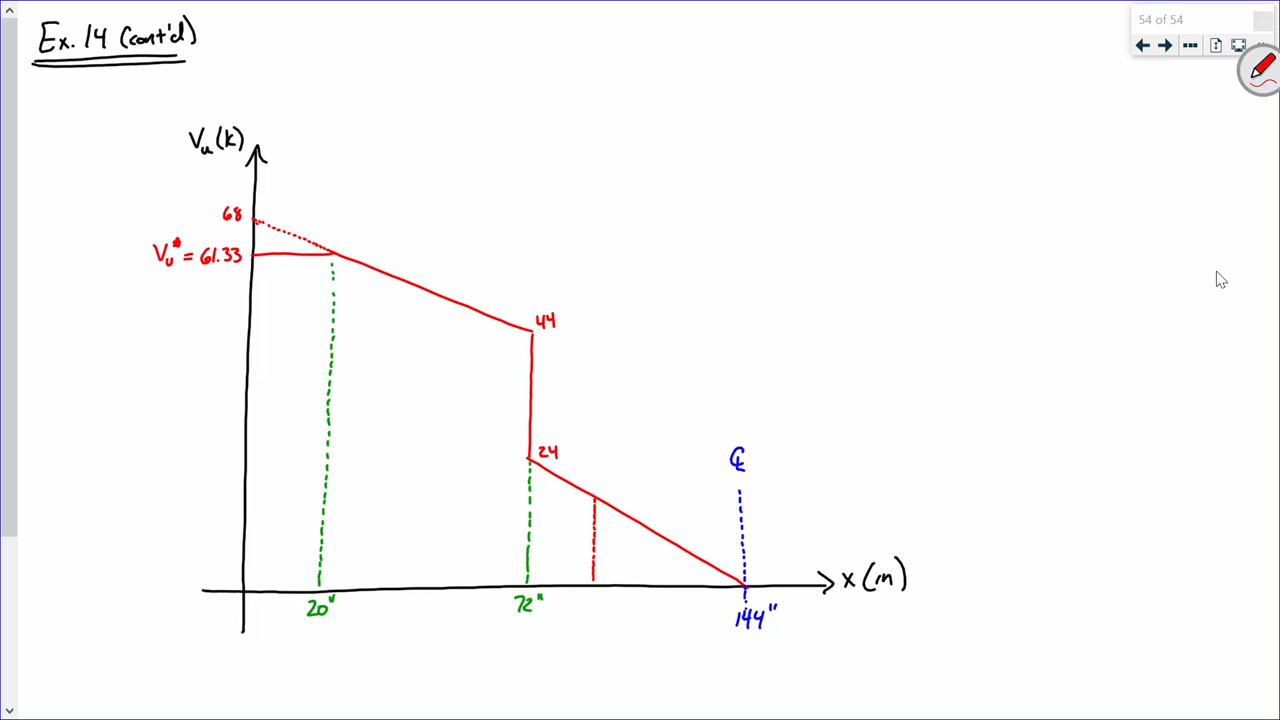 54 of 54
Ex. 14 (cont'd)
Vu (k)
68
Vu* = 61.33
44
24
℄
x (in)
20"
72"
144"